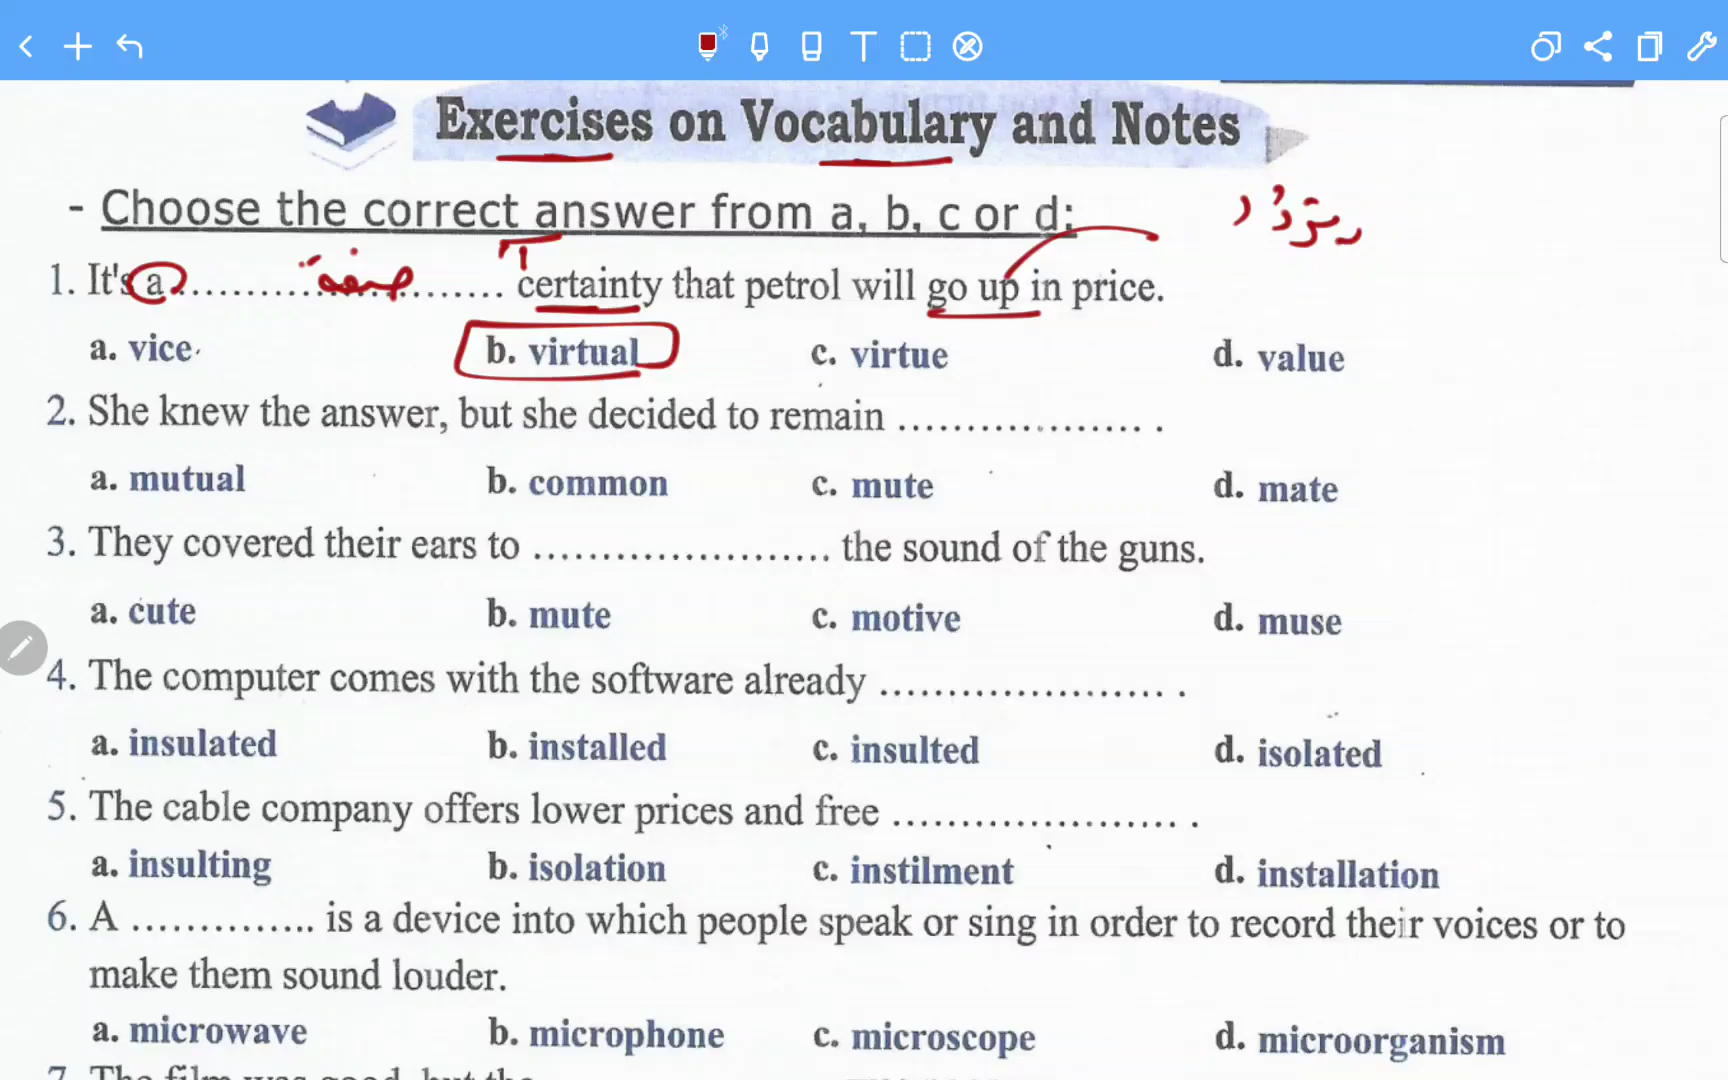 Exercises on Vocabulary and Notes
- Choose the correct answer from a, b, c or d:
1. It's a ........................ certainty that petrol will go up in price.
صفة
a. vice b. virtual c. virtue d. value
2. She knew the answer, but she decided to remain .................. .
a. mutual b. common c. mute d. mate
3. They covered their ears to ...................... the sound of the guns.
a. cute b. mute c. motive d. muse
4. The computer comes with the software already ..................... .
a. insulated b. installed c. insulted d. isolated
5. The cable company offers lower prices and free ..................... .
a. insulting b. isolation c. instilment d. installation
6. A .............. is a device into which people speak or sing in order to record their voices or to
make them sound louder.
a. microwave b. microphone c. microscope d. microorganism